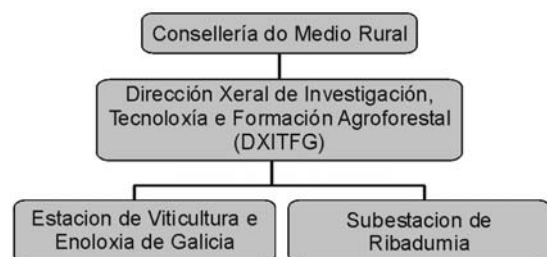 Consellería do Medio Rural
Dirección Xeral de Investigación,
Tecnoloxía e Formación Agroforestal
(DXITFG)
Estacion de Viticultura e
Enoloxia de Galicia
Subestacion de
Ribadumia